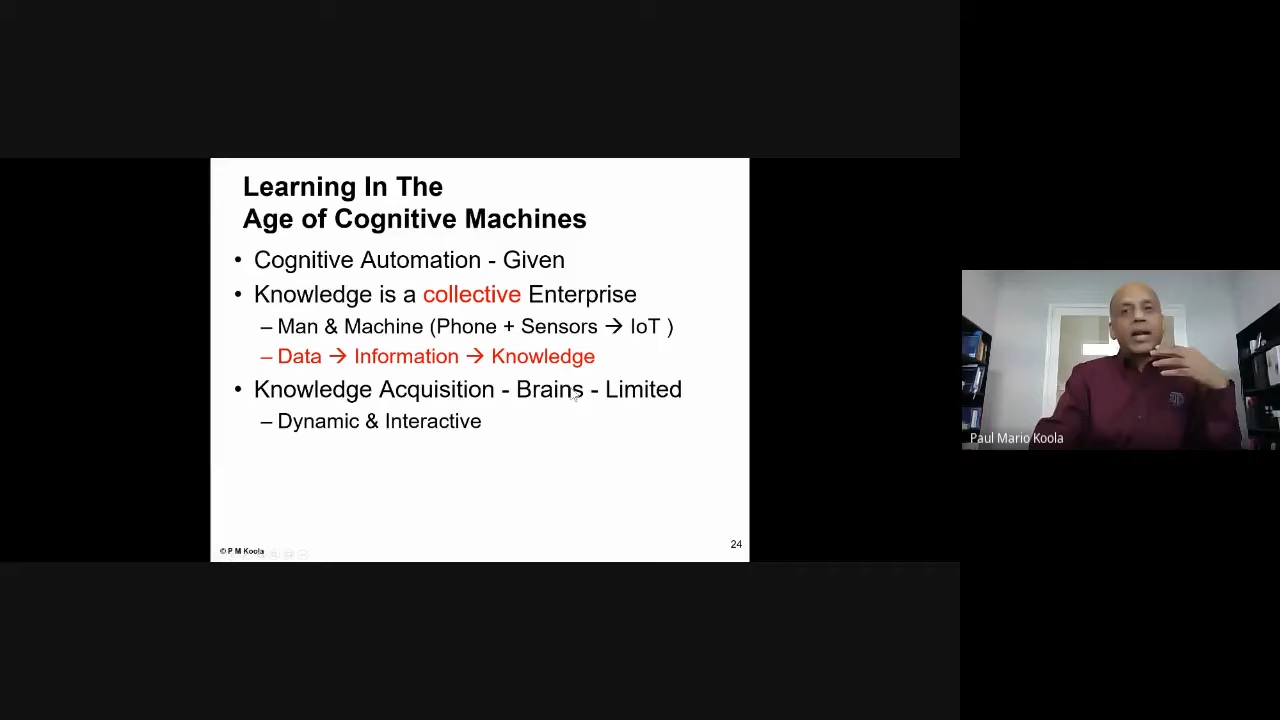 Learning In The
Age of Cognitive Machines
• Cognitive Automation - Given
• Knowledge is a collective Enterprise
– Man & Machine (Phone + Sensors → IoT )
– Data → Information → Knowledge
• Knowledge Acquisition - Brains - Limited
– Dynamic & Interactive
© P M Koola
24
Paul Mario Koola